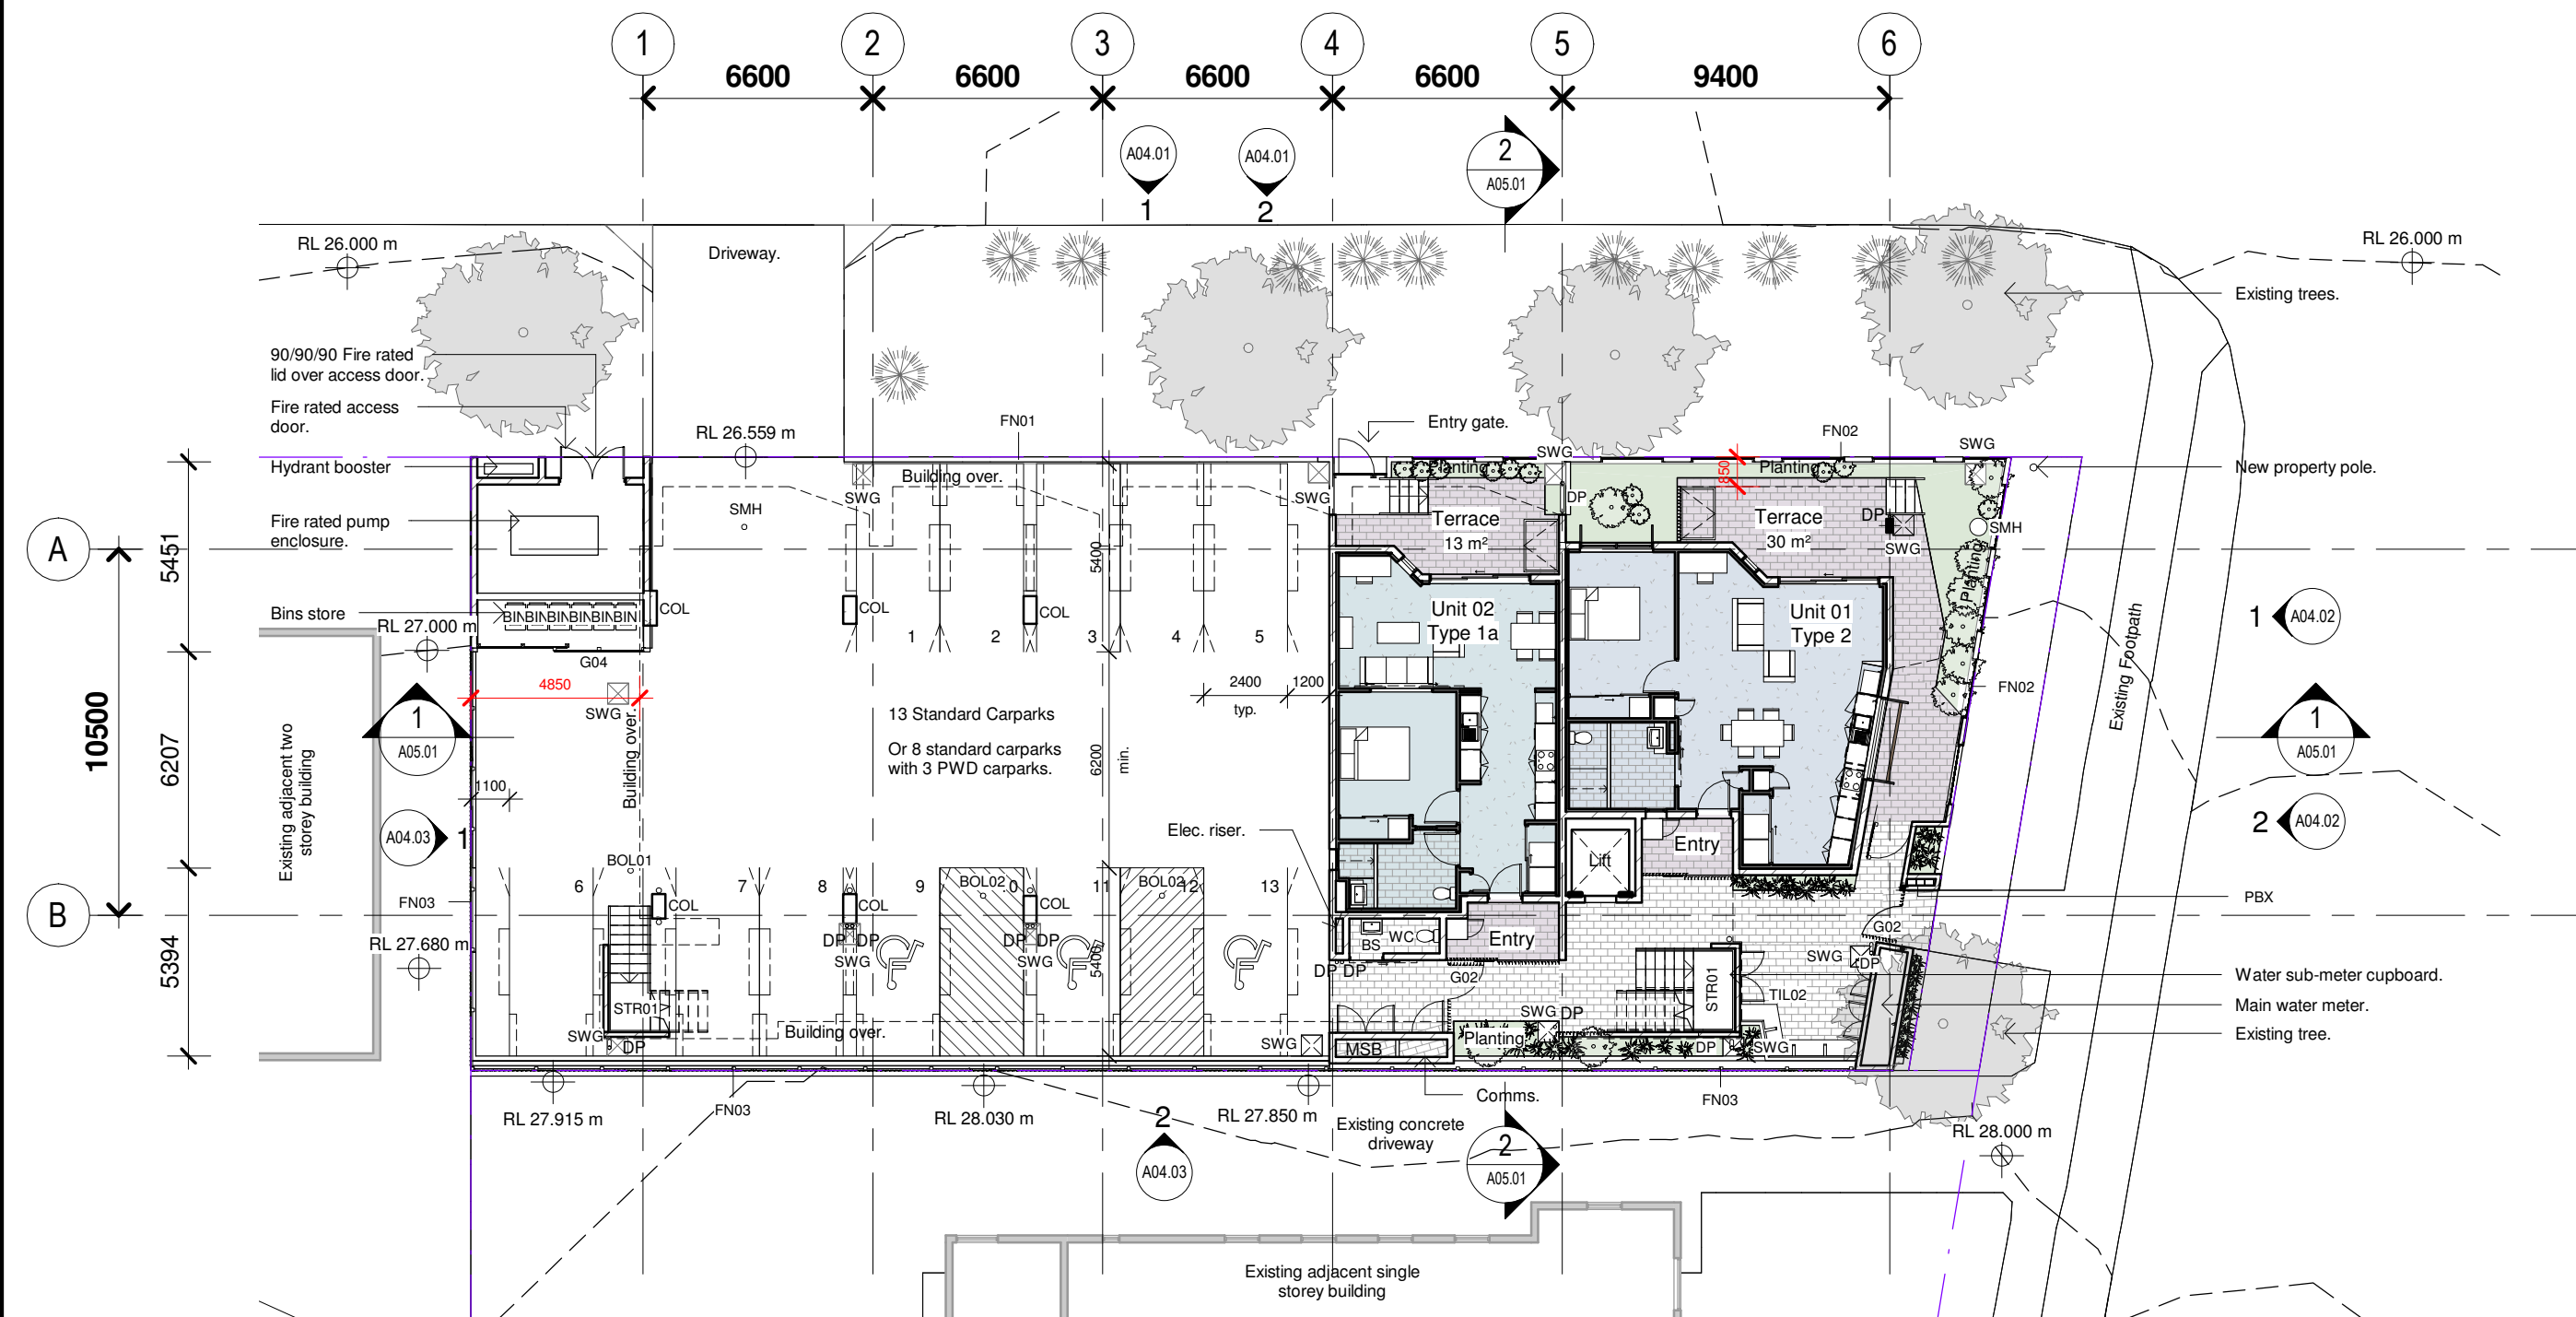 1
2
3
4
5
6
6600
6600
6600
6600
9400
A04.01
1
A04.01
2
2
A05.01
RL 26.000 m
Driveway.
RL 26.000 m
Existing trees.
90/90/90 Fire rated
lid over access door.
Fire rated access
door.
FN01
Entry gate.
FN02
SWG
SWG
RL 26.559 m
Hydrant booster
New property pole.
Building over.
Planting
Planting
850
SWG
SWG
DP
SMH
Fire rated pump
enclosure.
Terrace
13 m²
Terrace
30 m²
DP
SWG
SMH
A
5451
5400
Planting
Bins store
BIN
BIN
BIN
BIN
BIN
BIN
COL
COL
COL
RL 27.000 m
1
2
3
4
5
Unit 02
Type 1a
Unit 01
Type 2
1
A04.02
G04
4850
SWG
2400
typ.
1200
FN02
Existing Footpath
1
A05.01
13 Standard Carparks
Or 8 standard carparks
with 3 PWD carparks.
1
A05.01
10500
6207
6200
min.
Building over.
Existing adjacent two
storey building
1100
A04.03
1
Elec. riser.
2
A04.02
Lift
Entry
BOL01
6
7
8
9
BOL02
0
11
BOL02
12
13
COL
COL
COL
FN03
PBX
B
G02
RL 27.680 m
DP
DP
SWG
DP
DP
SWG
5400
BS
WC
Entry
SWG
DP
5394
DP
DP
G02
STR01
TIL02
Water sub-meter cupboard.
Main water meter.
Existing tree.
STR01
SWG
DP
Building over.
SWG
MSB
SWG
DP
Planting
DP
SWG
RL 27.915 m
FN03
RL 28.030 m
RL 27.850 m
Comms.
FN03
2
A04.03
Existing concrete
driveway
2
A05.01
RL 28.000 m
Existing adjacent single
storey building